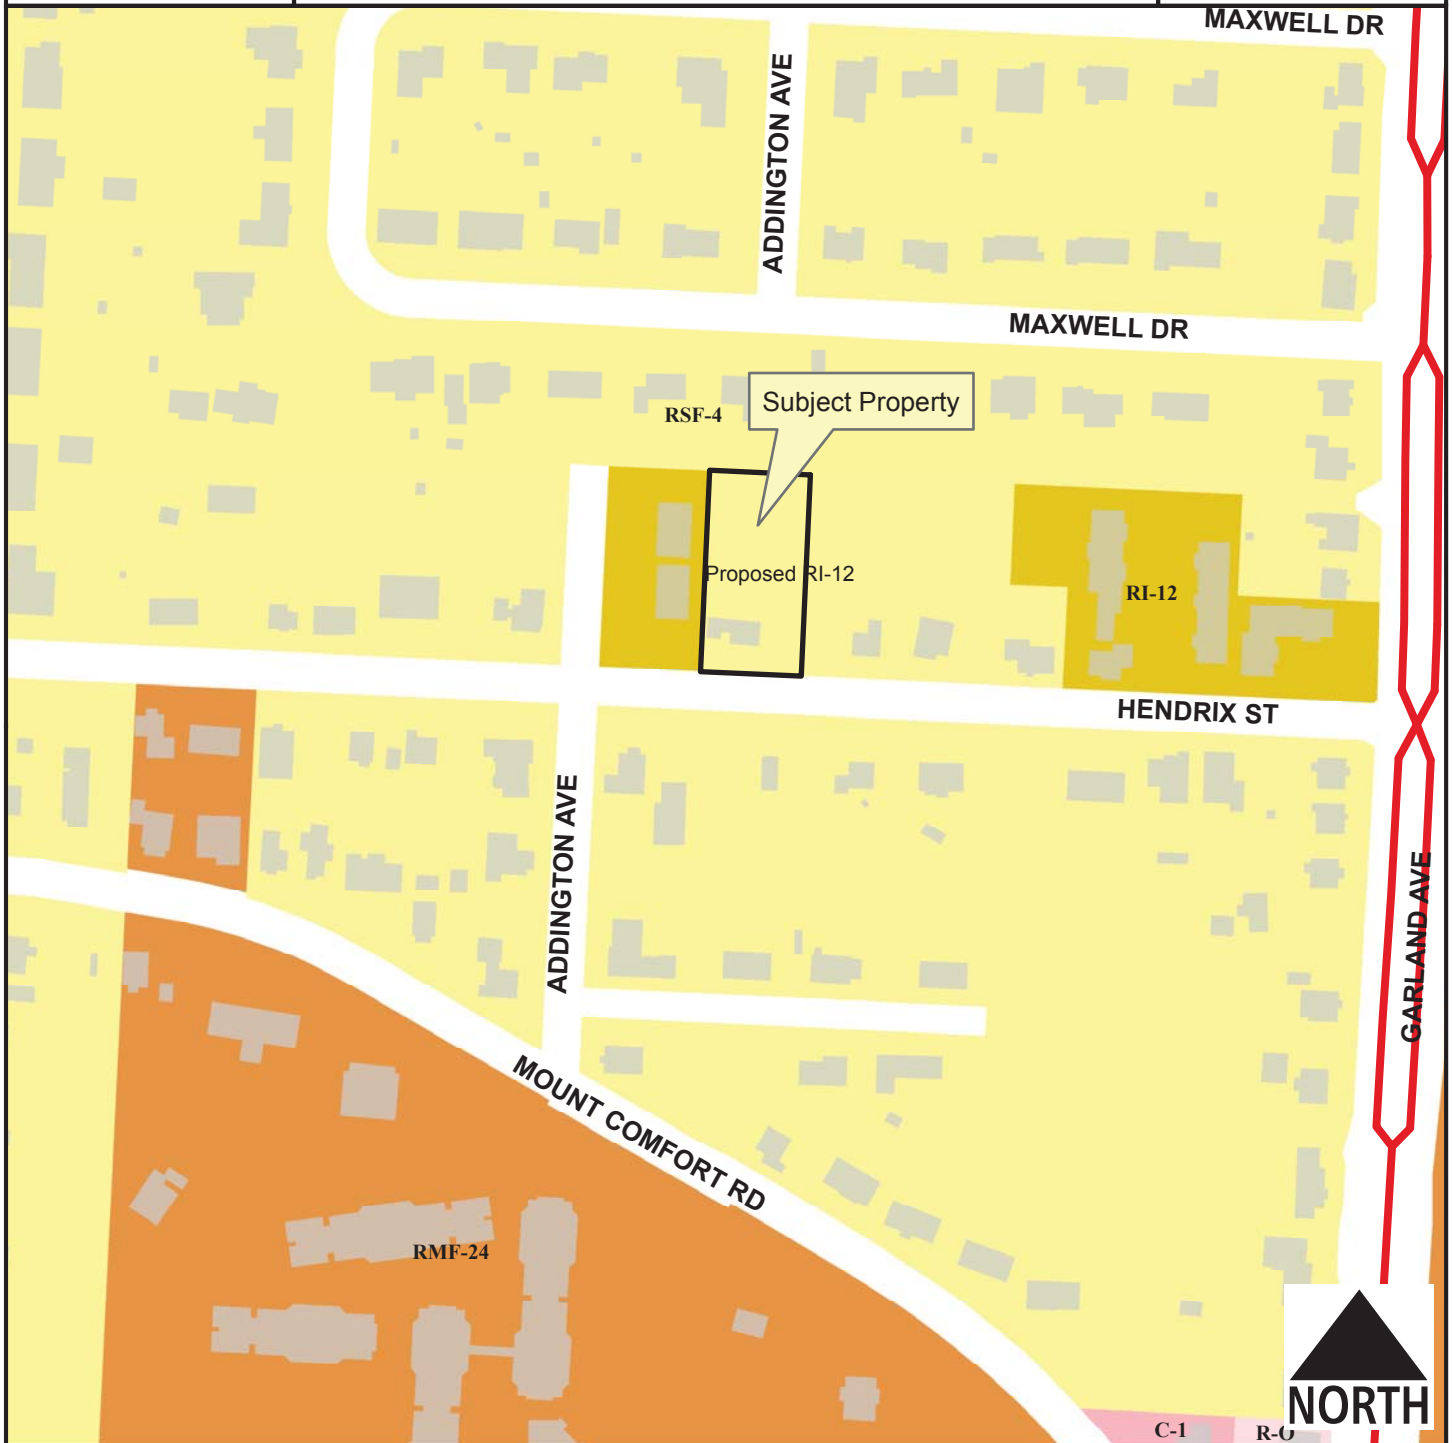 MAXWELL DR
ADDINGTON AVE
MAXWELL DR
Subject Property
RSF-4
Proposed RI-12
RI-12
HENDRIX ST
ADDINGTON AVE
GARLAND AVE
MOUNT COMFORT RD
RMF-24
NORTH
C-1
R-O